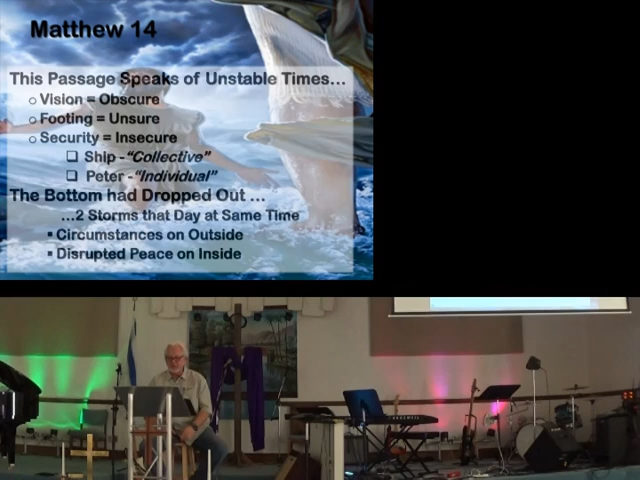 Matthew 14
This Passage Speaks of Unstable Times...
Vision = Obscure
Footing = Unsure
Security = Insecure
Ship -“Collective”
Peter -“Individual”
The Bottom had Dropped Out ...
...2 Storms that Day at Same Time
Circumstances on Outside
Disrupted Peace on Inside